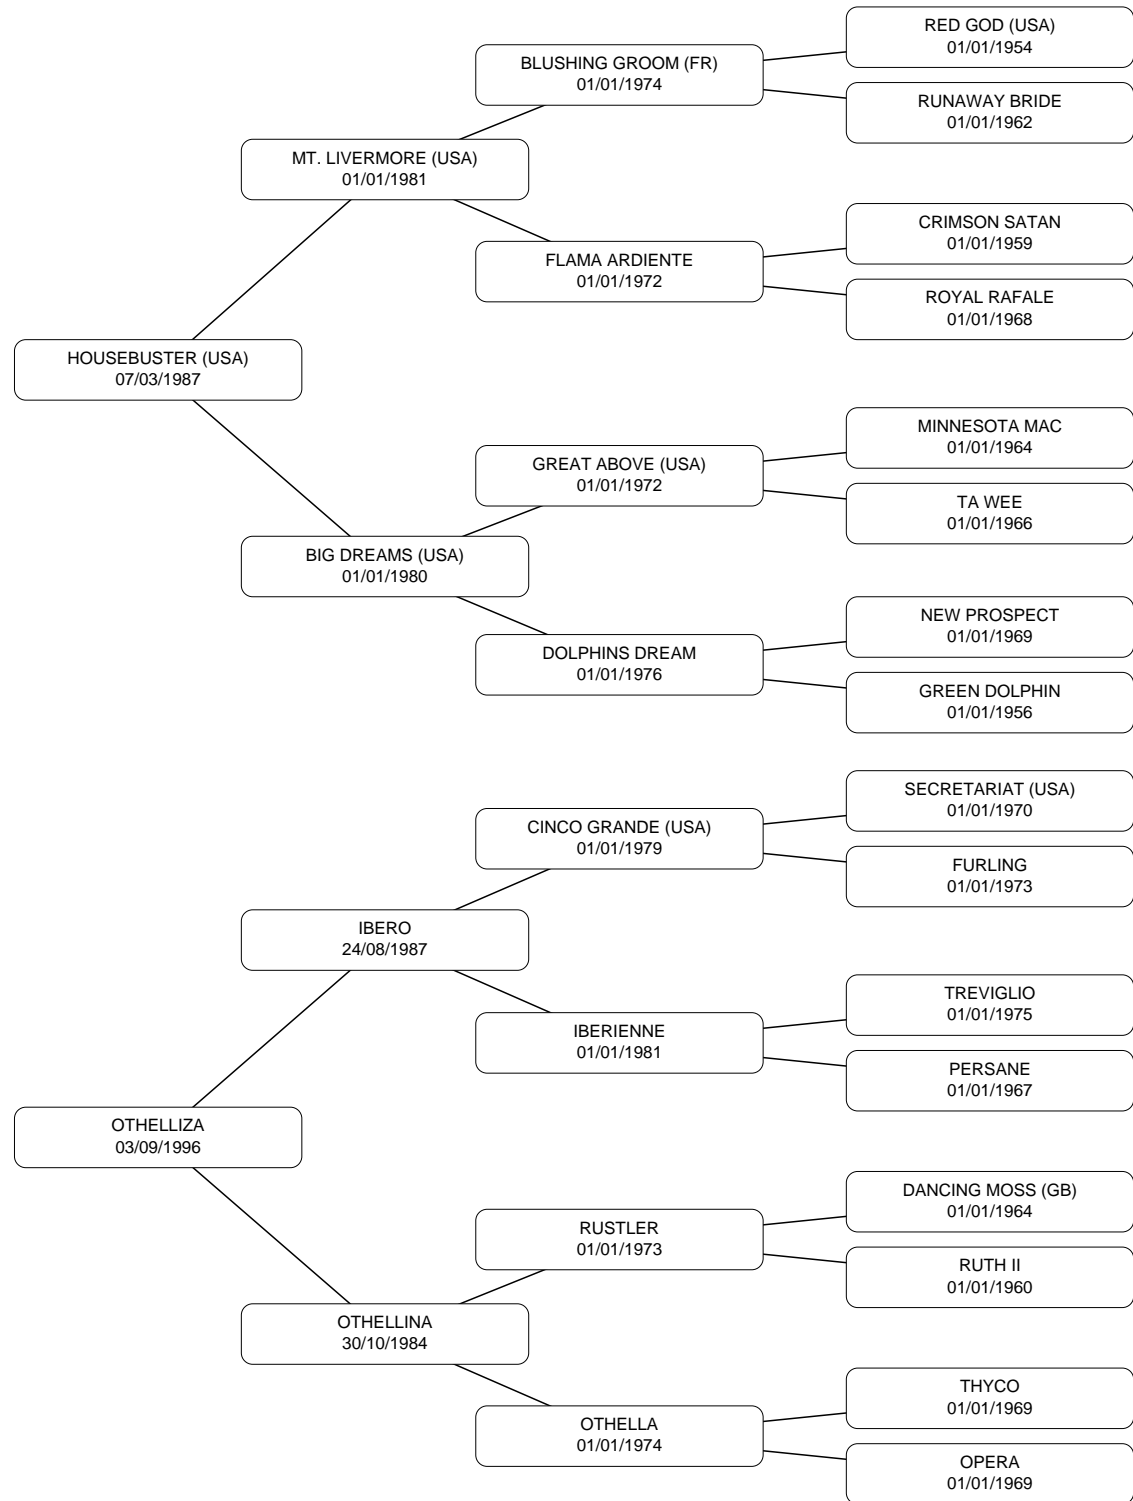 RED GOD (USA)
01/01/1954
BLUSHING GROOM (FR)
01/01/1974
RUNAWAY BRIDE
01/01/1962
MT. LIVERMORE (USA)
01/01/1981
CRIMSON SATAN
01/01/1959
FLAMA ARDIENTE
01/01/1972
ROYAL RAFALE
01/01/1968
HOUSEBUSTER (USA)
07/03/1987
MINNESOTA MAC
01/01/1964
GREAT ABOVE (USA)
01/01/1972
TA WEE
01/01/1966
BIG DREAMS (USA)
01/01/1980
NEW PROSPECT
01/01/1969
DOLPHINS DREAM
01/01/1976
GREEN DOLPHIN
01/01/1956
SECRETARIAT (USA)
01/01/1970
CINCO GRANDE (USA)
01/01/1979
FURLING
01/01/1973
IBERO
24/08/1987
TREVIGLIO
01/01/1975
IBERIENNE
01/01/1981
PERSANE
01/01/1967
OTHELLIZA
03/09/1996
DANCING MOSS (GB)
01/01/1964
RUSTLER
01/01/1973
RUTH II
01/01/1960
OTHELLINA
30/10/1984
THYCO
01/01/1969
OTHELLA
01/01/1974
OPERA
01/01/1969